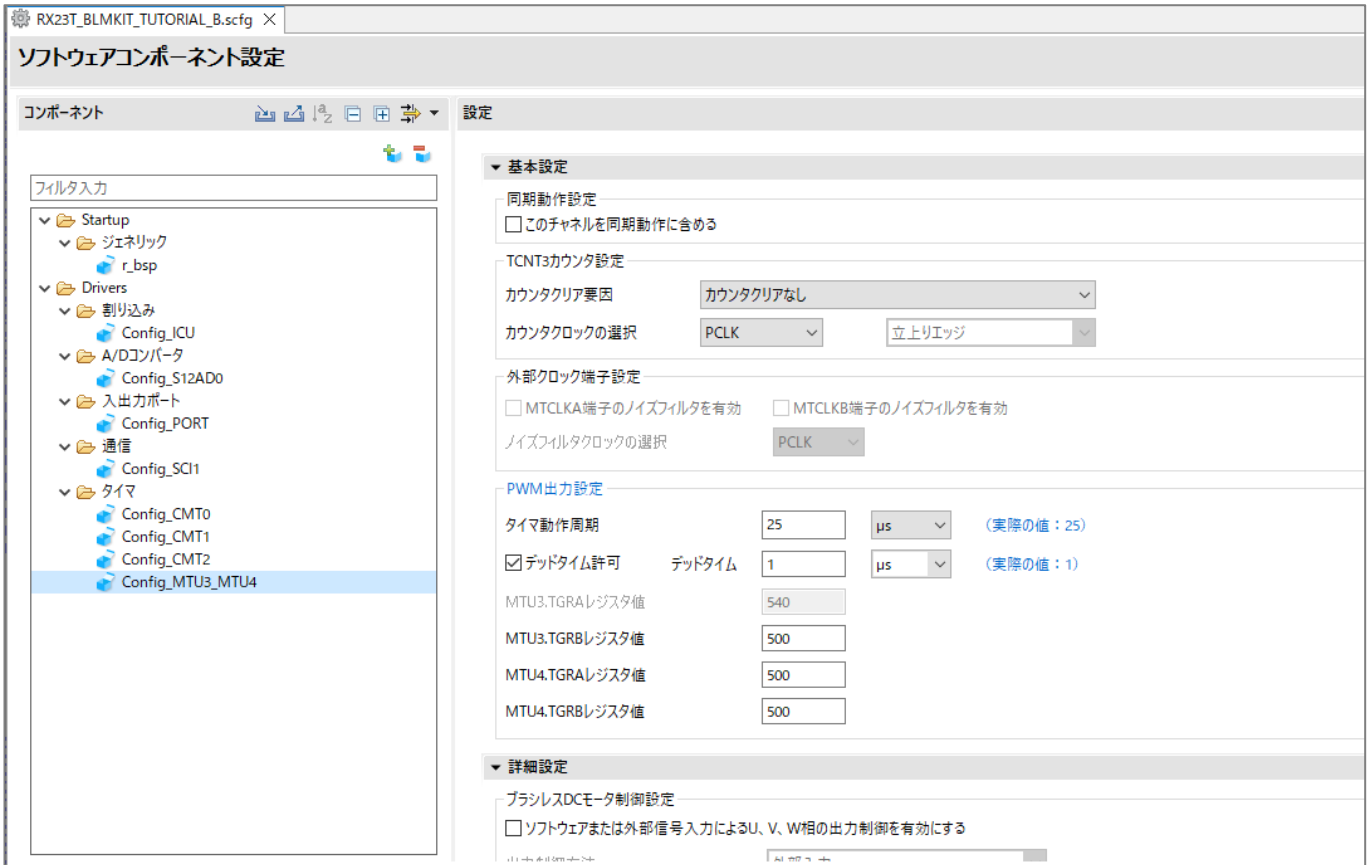 RX23T_BLMKIT_TUTORIAL_B.scfg
ソフトウェアコンポーネント設定
コンポーネント
フィルタ入力
Startup
ジェネリック
r_bsp
Drivers
割り込み
Config_ICU
A/Dコンバータ
Config_S12AD0
入出力ポート
Config_PORT
通信
Config_SCI1
タイマ
Config_CMT0
Config_CMT1
Config_CMT2
Config_MTU3_MTU4
設定
基本設定
同期動作設定
このチャネルを同期動作に含める
TCNT3カウンタ設定
カウンタクリア要因 カウンタクリアなし
カウンタクロックの選択 PCLK 立上りエッジ
外部クロック端子設定
MTCLKA端子のノイズフィルタを有効 MTCLKB端子のノイズフィルタを有効
ノイズフィルタクロックの選択 PCLK
PWM出力設定
タイマ動作周期 25 μs (実際の値：25)
デッドタイム許可 デッドタイム 1 μs (実際の値：1)
MTU3.TGRAレジスタ値 540
MTU3.TGRBレジスタ値 500
MTU4.TGRAレジスタ値 500
MTU4.TGRBレジスタ値 500
詳細設定
ブラシレスDCモータ制御設定
ソフトウェアまたは外部信号入力によるU、V、W相の出力制御を有効にする